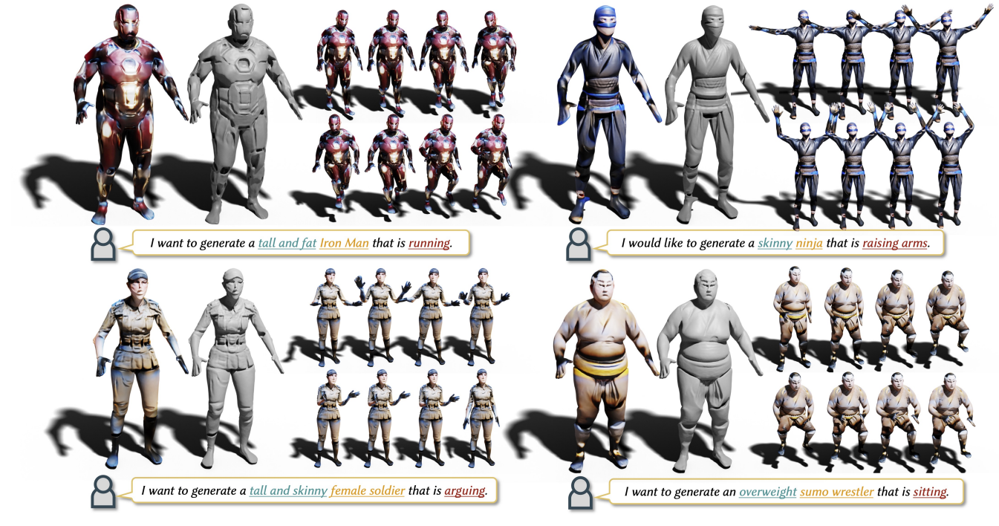 I want to generate a tall and fat Iron Man that is running.
I would like to generate a skinny ninja that is raising arms.
I want to generate a tall and skinny female soldier that is arguing.
I want to generate an overweight sumo wrestler that is sitting.